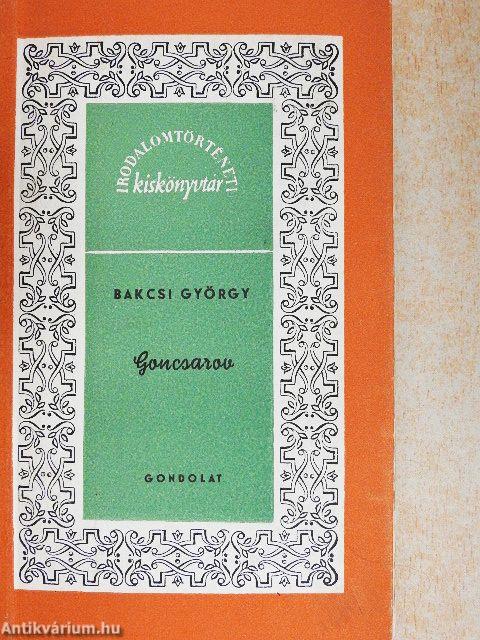 IRODALOMTÖRTÉNETI
kiskönyvtár
BAKCSI GYÖRGY
Goncsarov
GONDOLAT
Antikvárium.hu